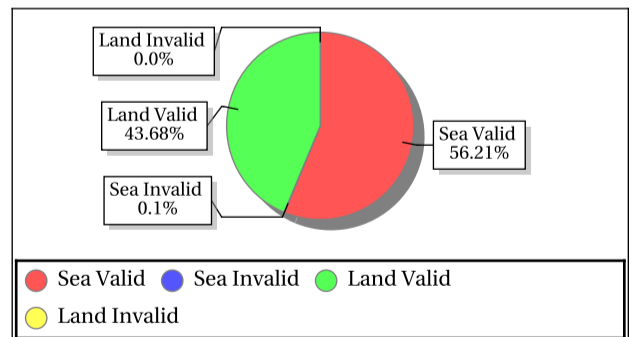 Land Invalid
0.0%
Land Valid
43.68%
Sea Valid
56.21%
Sea Invalid
0.1%
Sea Valid Sea Invalid Land Valid
Land Invalid